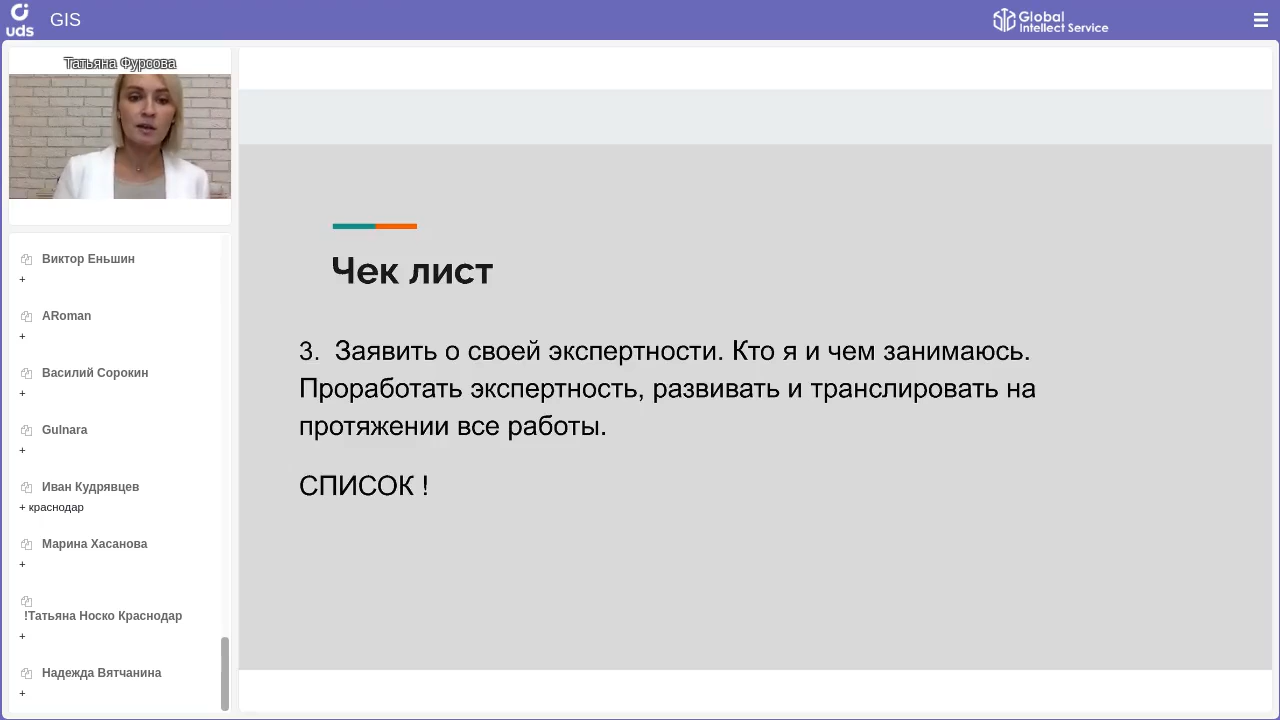 uds
GIS
Global
Intellect Service
Татьяна Фурсова
Виктор Еньшин
+
ARoman
+
Василий Сорокин
+
Gulnara
+
Иван Кудрявцев
+ краснодар
Марина Хасанова
+
!Татьяна Носко Краснодар
+
Надежда Вятчанина
+
Чек лист
3. Заявить о своей экспертности. Кто я и чем занимаюсь.
Проработать экспертность, развивать и транслировать на
протяжении все работы.
СПИСОК !